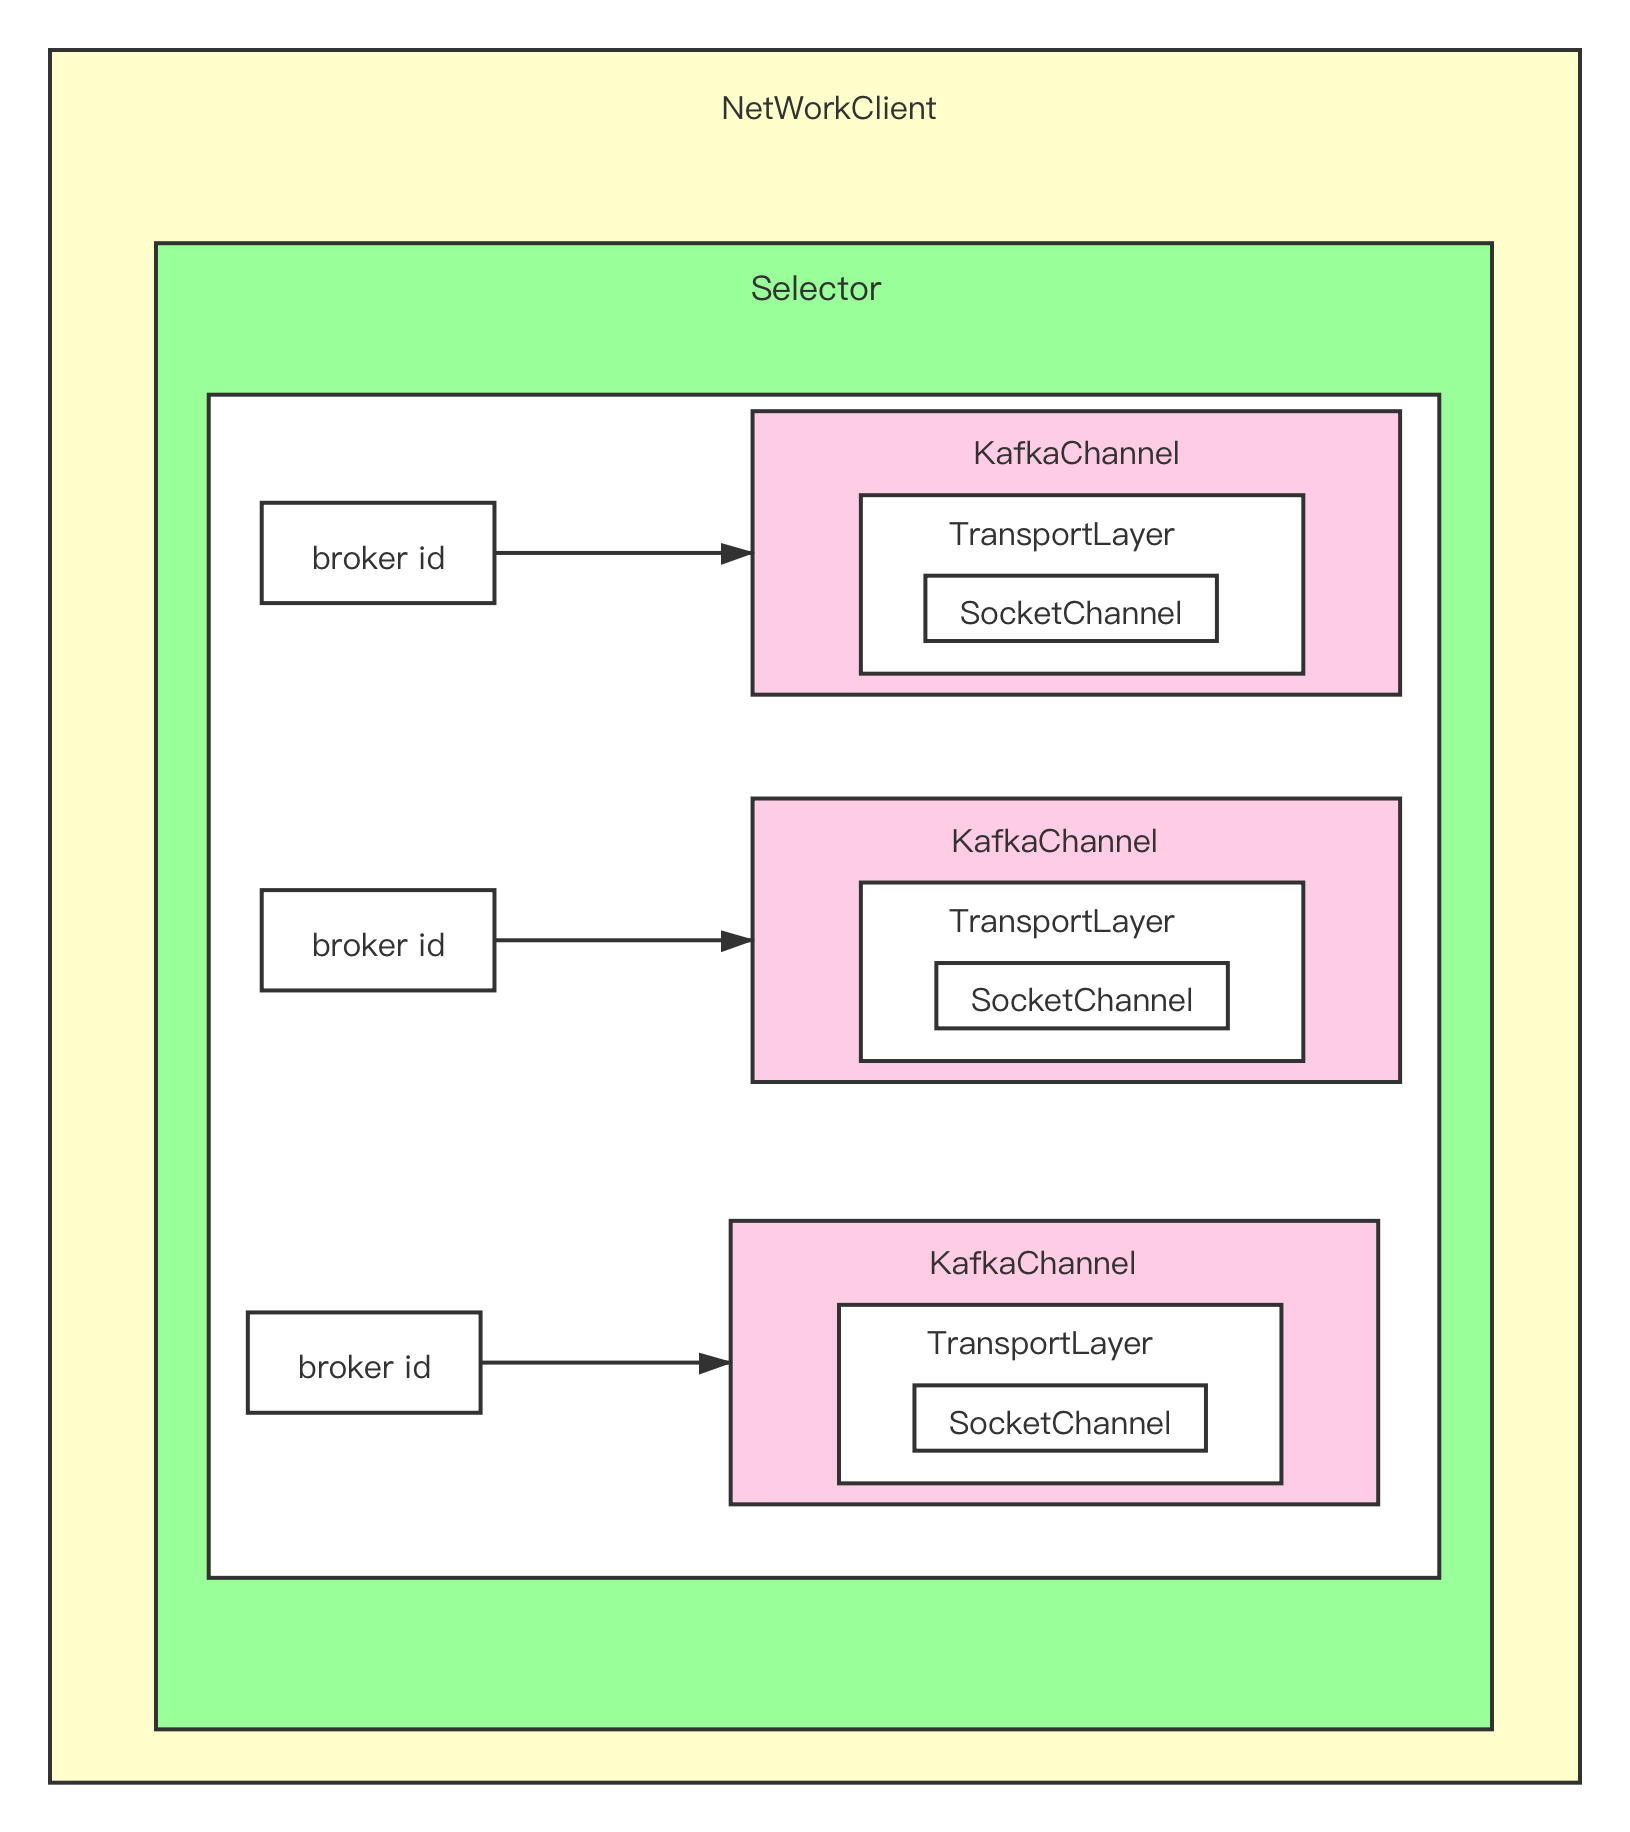 NetWorkClient
Selector
KafkaChannel
TransportLayer
broker id
SocketChannel
KafkaChannel
TransportLayer
broker id
SocketChannel
KafkaChannel
TransportLayer
broker id
SocketChannel